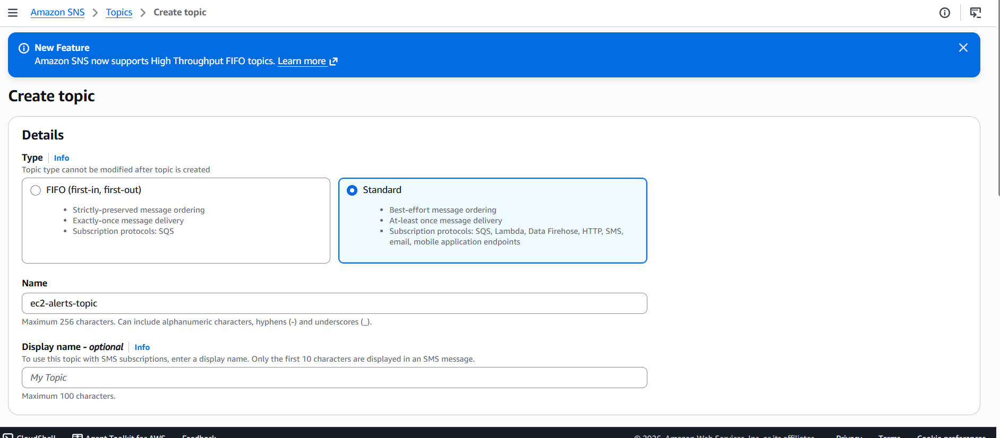 Amazon SNS > Topics > Create topic
New Feature
Amazon SNS now supports High Throughput FIFO topics. Learn more
Create topic
Details
Type Info
Topic type cannot be modified after topic is created
FIFO (first-in, first-out)
• Strictly-preserved message ordering
• Exactly-once message delivery
• Subscription protocols: SQS
Standard
• Best-effort message ordering
• At-least once message delivery
• Subscription protocols: SQS, Lambda, Data Firehose, HTTP, SMS,
email, mobile application endpoints
Name
ec2-alerts-topic
Maximum 256 characters. Can include alphanumeric characters, hyphens (-) and underscores (_).
Display name - optional Info
To use this topic with SMS subscriptions, enter a display name. Only the first 10 characters are displayed in an SMS message.
My Topic
Maximum 100 characters.
CloudShell Agent Toolkit for AWS Feedback © 2026, Amazon Web Services, Inc. or its affiliates. Privacy Terms Cookie preferences